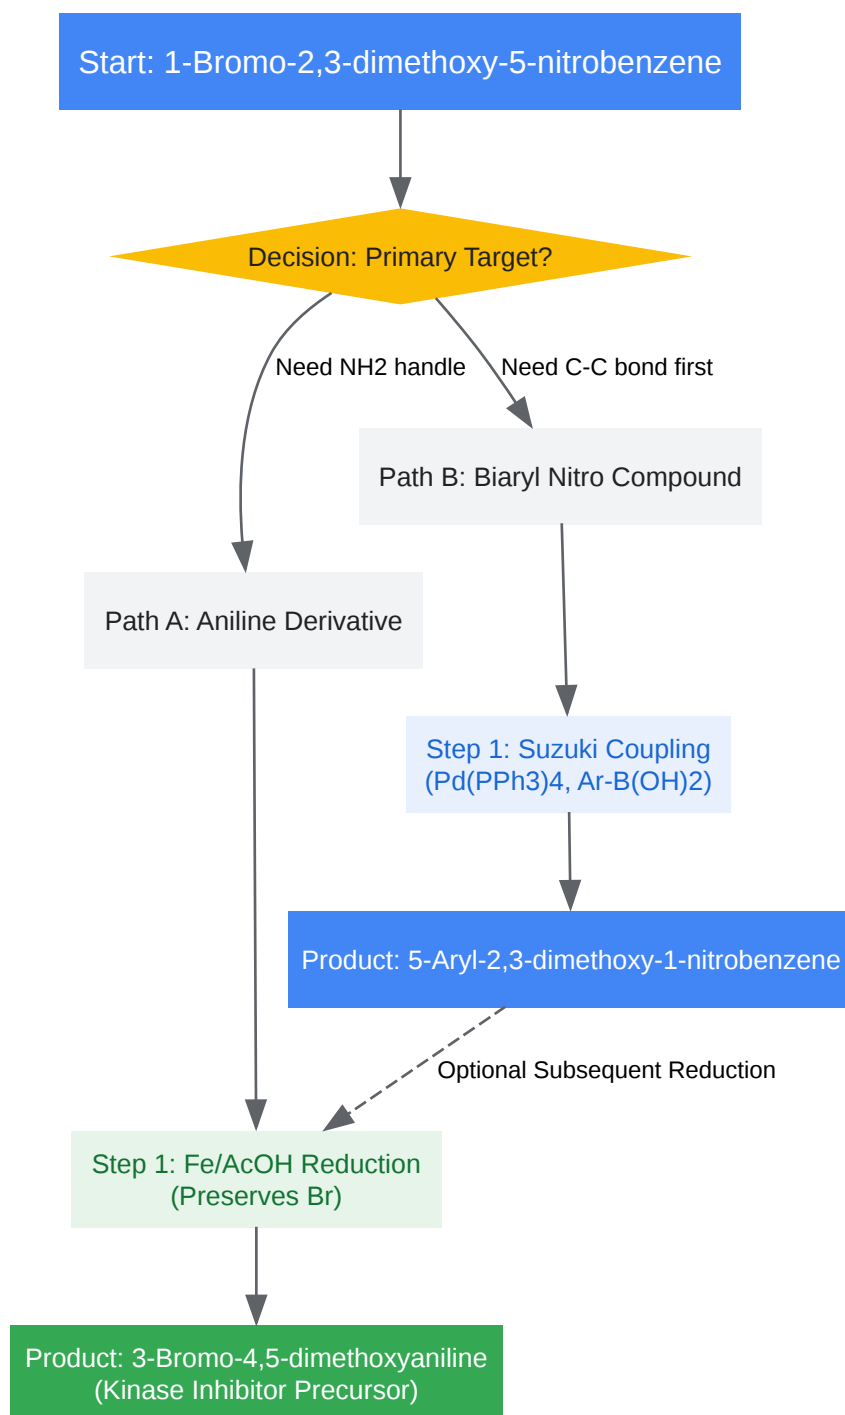 Start: 1-Bromo-2,3-dimethoxy-5-nitrobenzene
Decision: Primary Target?
Need NH2 handle
Need C-C bond first
Path B: Biaryl Nitro Compound
Path A: Aniline Derivative
Step 1: Suzuki Coupling
(Pd(PPh3)4, Ar-B(OH)2)
Product: 5-Aryl-2,3-dimethoxy-1-nitrobenzene
Optional Subsequent Reduction
Step 1: Fe/AcOH Reduction
(Preserves Br)
Product: 3-Bromo-4,5-dimethoxyaniline
(Kinase Inhibitor Precursor)